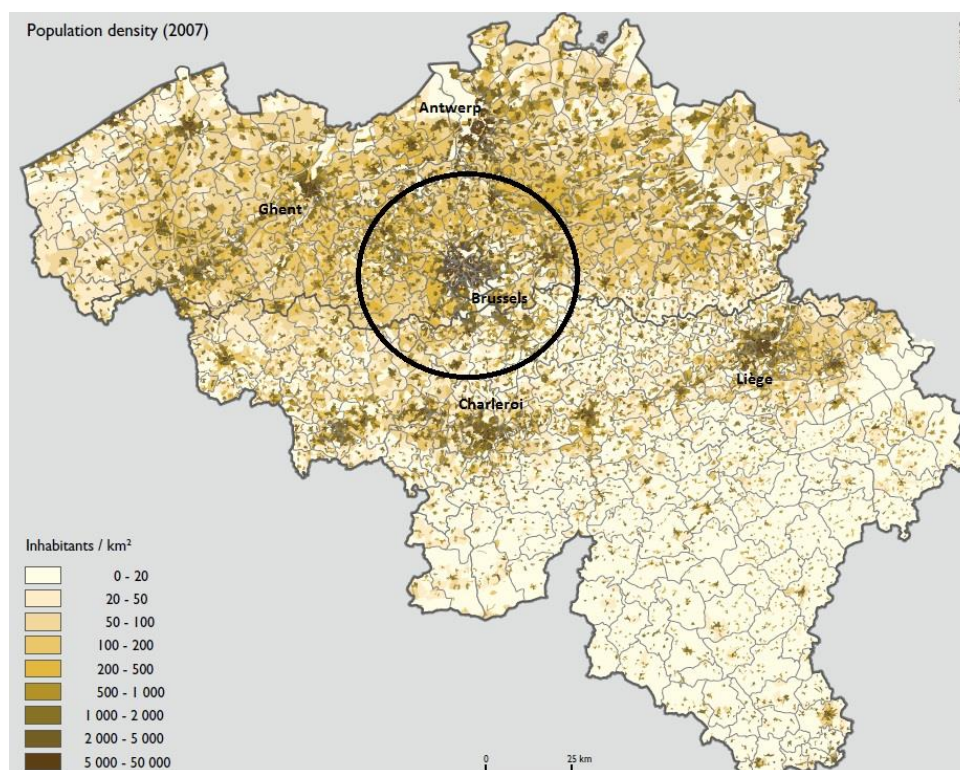 Population density (2007)
Antwerp
Ghent
Brussels
Liège
Charleroi
Inhabitants / km²
0 - 20
20 - 50
50 - 100
100 - 200
200 - 500
500 - 1 000
1 000 - 2 000
2 000 - 5 000
5 000 - 50 000
0 25 km